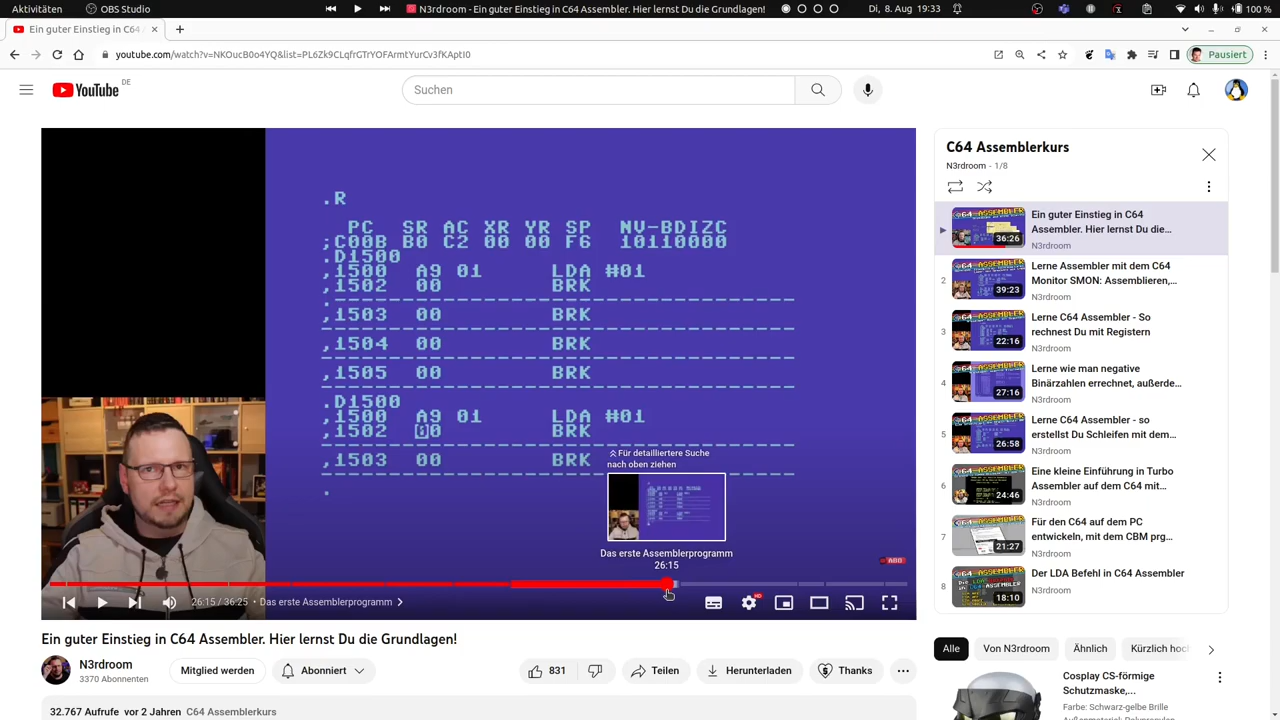 Aktivitäten
OBS Studio
N3rdroom - Ein guter Einstieg in C64 Assembler. Hier lernst Du die Grundlagen!
Di, 8. Aug 19:33
100 %
Ein guter Einstieg in C64 A
youtube.com/watch?v=NKOucB0o4YQ&list=PL6Zk9CLqfrGTrYOFArmtYurCv3fKAptI0
Pausiert
YouTube DE
Suchen
.R
PC SR AC XR YR SP NV-BDIZC
;C00B B0 C2 00 00 F6 10110000
.D1500
,1500 A9 01 LDA #01
,1502 00 BRK
,1503 00 BRK
,1504 00 BRK
,1505 00 BRK
.D1500
,1500 A9 01 LDA #01
,1502 00 BRK
,1503 00 BRK
.
Für detailliertere Suche
nach oben ziehen
Das erste Assemblerprogramm
26:15
ABO
26:15 / 36:25 • Das erste Assemblerprogramm
HD
Ein guter Einstieg in C64 Assembler. Hier lernst Du die Grundlagen!
N3rdroom
3370 Abonnenten
Mitglied werden
Abonniert
831
Teilen
Herunterladen
Thanks
32.767 Aufrufe vor 2 Jahren C64 Assemblerkurs
C64 Assemblerkurs
N3rdroom - 1/8
36:26
Ein guter Einstieg in C64
Assembler. Hier lernst Du die…
N3rdroom
2
39:23
Lerne Assembler mit dem C64
Monitor SMON: Assemblieren,…
N3rdroom
3
22:16
Lerne C64 Assembler - So
rechnest Du mit Registern
N3rdroom
4
27:16
Lerne wie man negative
Binärzahlen errechnet, außerde…
N3rdroom
5
26:58
Lerne C64 Assembler - so
erstellst Du Schleifen mit dem…
N3rdroom
6
24:46
Eine kleine Einführung in Turbo
Assembler auf dem C64 mit…
N3rdroom
7
21:27
Für den C64 auf dem PC
entwickeln, mit dem CBM prg…
N3rdroom
8
18:10
Der LDA Befehl in C64 Assembler
N3rdroom
Alle
Von N3rdroom
Ähnlich
Kürzlich hoc
Cosplay CS-förmige
Schutzmaske,...
Farbe: Schwarz-gelbe Brille